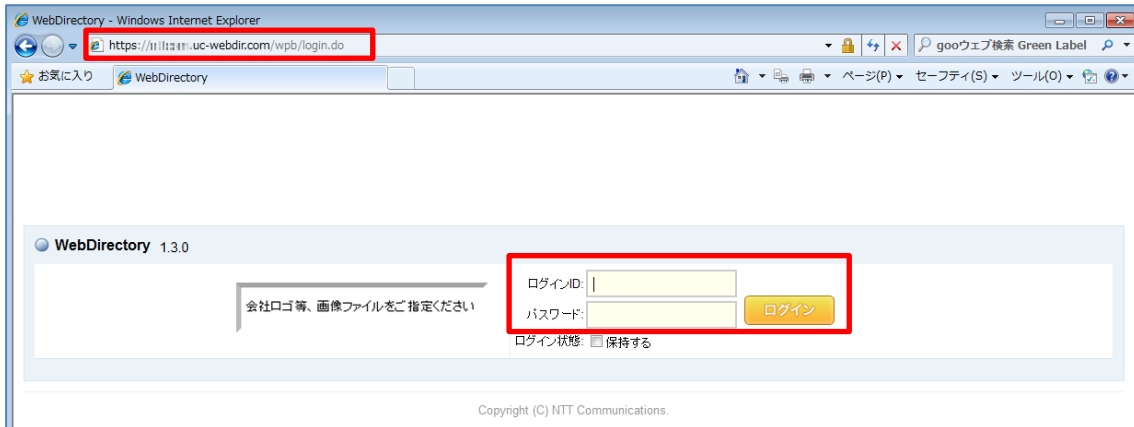 WebDirectory - Windows Internet Explorer
https:// .uc-webdir.com/wpb/login.do
gooウェブ検索 Green Label
お気に入り WebDirectory ページ(P) セーフティ(S) ツール(O)
WebDirectory 1.3.0
会社ロゴ等、画像ファイルをご指定ください
ログインID:
パスワード:
ログイン
ログイン状態: 保持する
Copyright (C) NTT Communications.